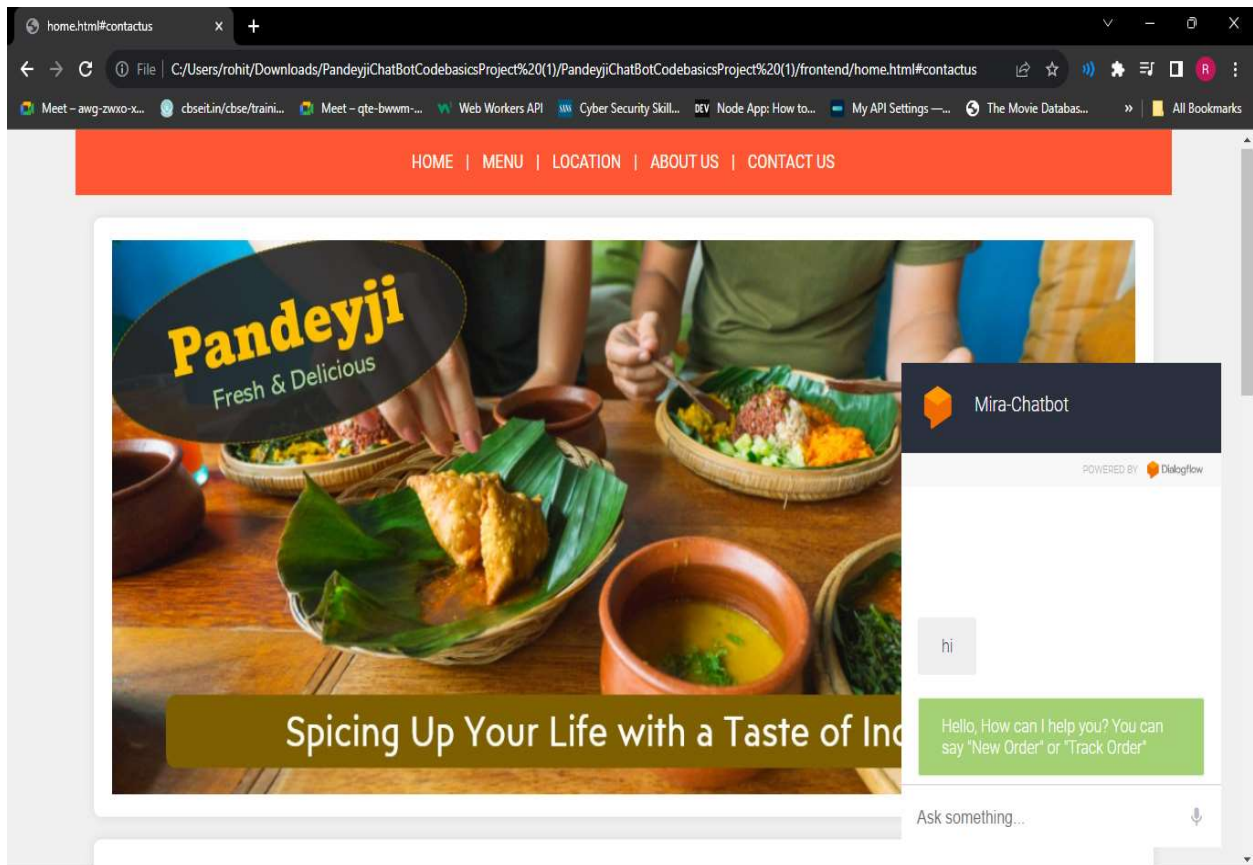 home.html#contactus
File | C:/Users/rohit/Downloads/PandeyjiChatBotCodebasicsProject%20(1)/PandeyjiChatBotCodebasicsProject%20(1)/frontend/home.html#contactus
R
Meet – awg-zwxo-x...
cbseit.in/cbse/traini...
Meet – qte-bwwm-...
Web Workers API
Cyber Security Skill...
DEV Node App: How to...
My API Settings —...
The Movie Databas...
»
All Bookmarks
HOME | MENU | LOCATION | ABOUT US | CONTACT US
Pandeyji
Fresh & Delicious
Mira-Chatbot
POWERED BY Dialogflow
hi
Hello, How can I help you? You can
say "New Order" or "Track Order"
Spicing Up Your Life with a Taste of
Ask something...